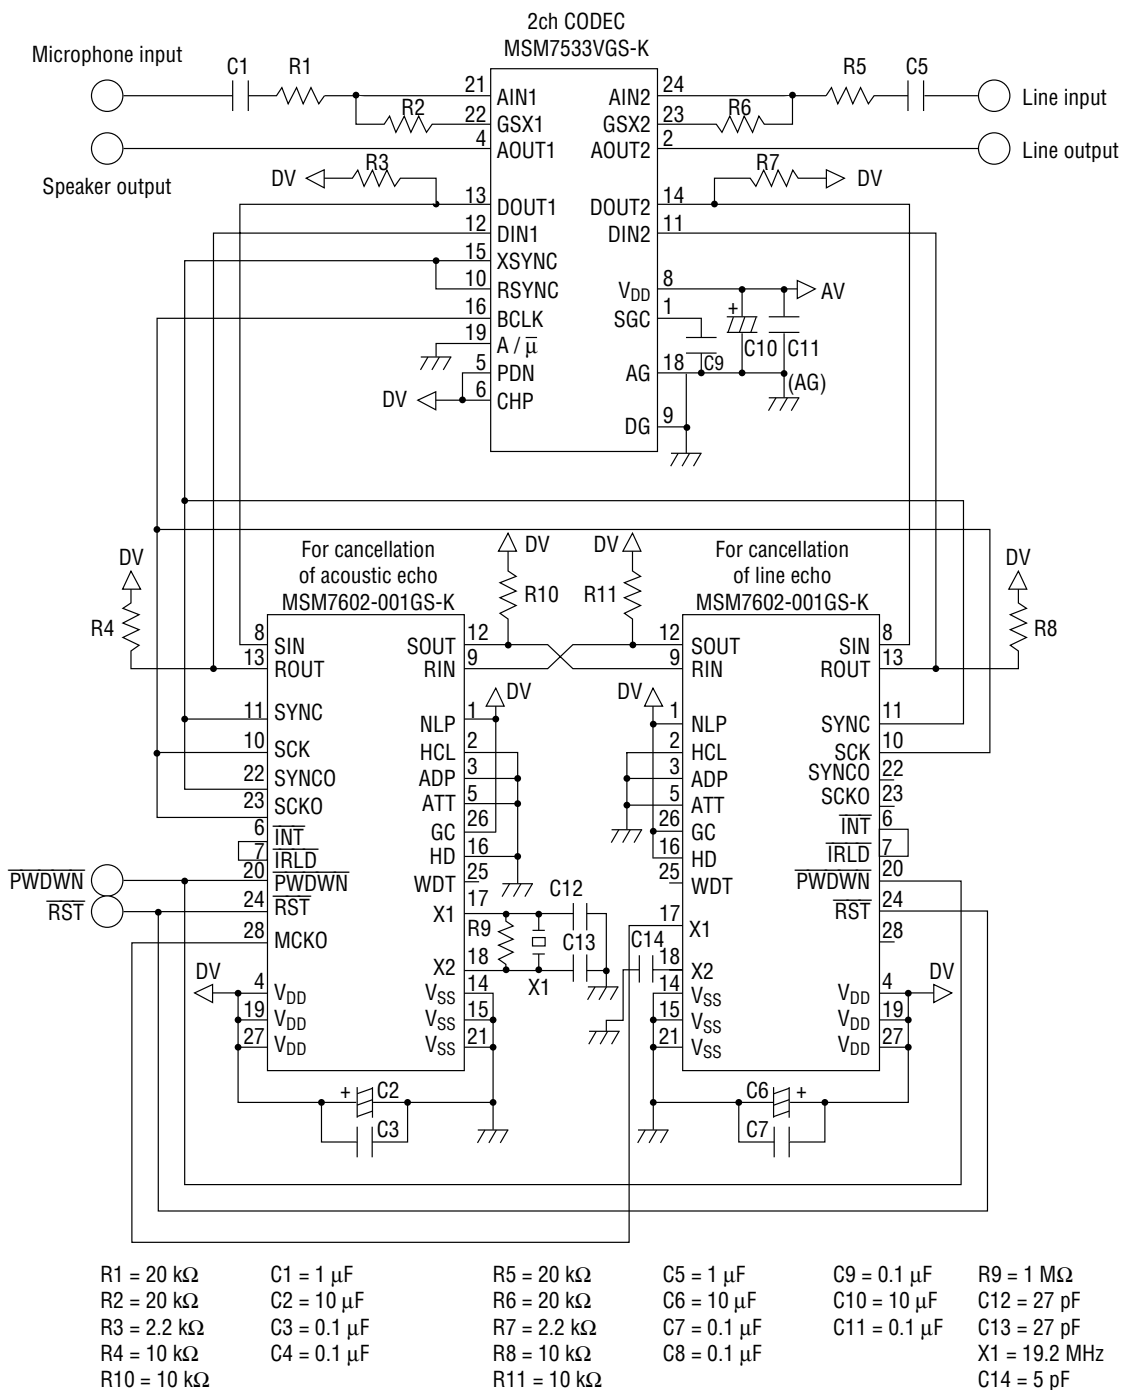 2ch CODEC
MSM7533VGS-K
Microphone input
C1
R1
R2
21
22
4
AIN1
GSX1
AOUT1
AIN2
GSX2
AOUT2
24
23
2
R5
C5
R6
Line input
Line output
Speaker output
DV
R3
R7
DV
13
12
15
10
16
19
5
6
DOUT1
DIN1
XSYNC
RSYNC
BCLK
A / μ̅
PDN
CHP
DV
DOUT2
DIN2
VDD
SGC
AG
DG
14
11
8
1
18
9
AV
+
C10
C11
C9
(AG)
For cancellation
of acoustic echo
MSM7602-001GS-K
DV
R4
DV
R10
DV
R11
For cancellation
of line echo
MSM7602-001GS-K
DV
R8
8 SIN
13 ROUT
11 SYNC
10 SCK
22 SYNCO
23 SCKO
6 INT
7 IRLD
20 PWDWN
24 RST
28 MCKO
4 VDD
19 VDD
27 VDD
PWDWN
RST
DV
SOUT 12
RIN 9
NLP 1
HCL 2
ADP 3
ATT 5
GC 26
HD 16
WDT 25
X1 17
X2 18
VSS 14
VSS 15
VSS 21
DV
R9
C12
C13
X1
+
C2
C3
12 SOUT
9 RIN
1 NLP
2 HCL
3 ADP
5 ATT
26 GC
16 HD
25 WDT
17 X1
18 X2
14 VSS
15 VSS
21 VSS
DV
C14
SIN 8
ROUT 13
SYNC 11
SCK 10
SYNCO 22
SCKO 23
INT 6
IRLD 7
PWDWN 20
RST 24
28
VDD 4
VDD 19
VDD 27
DV
C6
+
C7
R1 = 20 kΩ C1 = 1 μF R5 = 20 kΩ C5 = 1 μF C9 = 0.1 μF R9 = 1 MΩ
R2 = 20 kΩ C2 = 10 μF R6 = 20 kΩ C6 = 10 μF C10 = 10 μF C12 = 27 pF
R3 = 2.2 kΩ C3 = 0.1 μF R7 = 2.2 kΩ C7 = 0.1 μF C11 = 0.1 μF C13 = 27 pF
R4 = 10 kΩ C4 = 0.1 μF R8 = 10 kΩ C8 = 0.1 μF X1 = 19.2 MHz
R10 = 10 kΩ R11 = 10 kΩ C14 = 5 pF